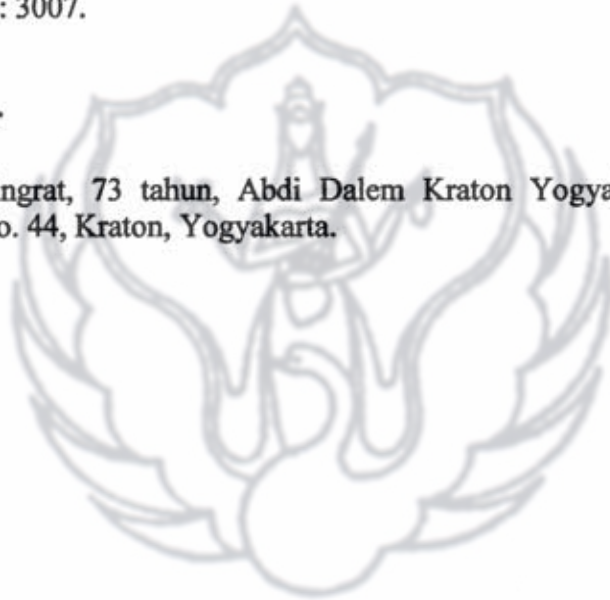 : 3007.
.
ngrat, 73 tahun, Abdi Dalem Kraton Yogya
o. 44, Kraton, Yogyakarta.